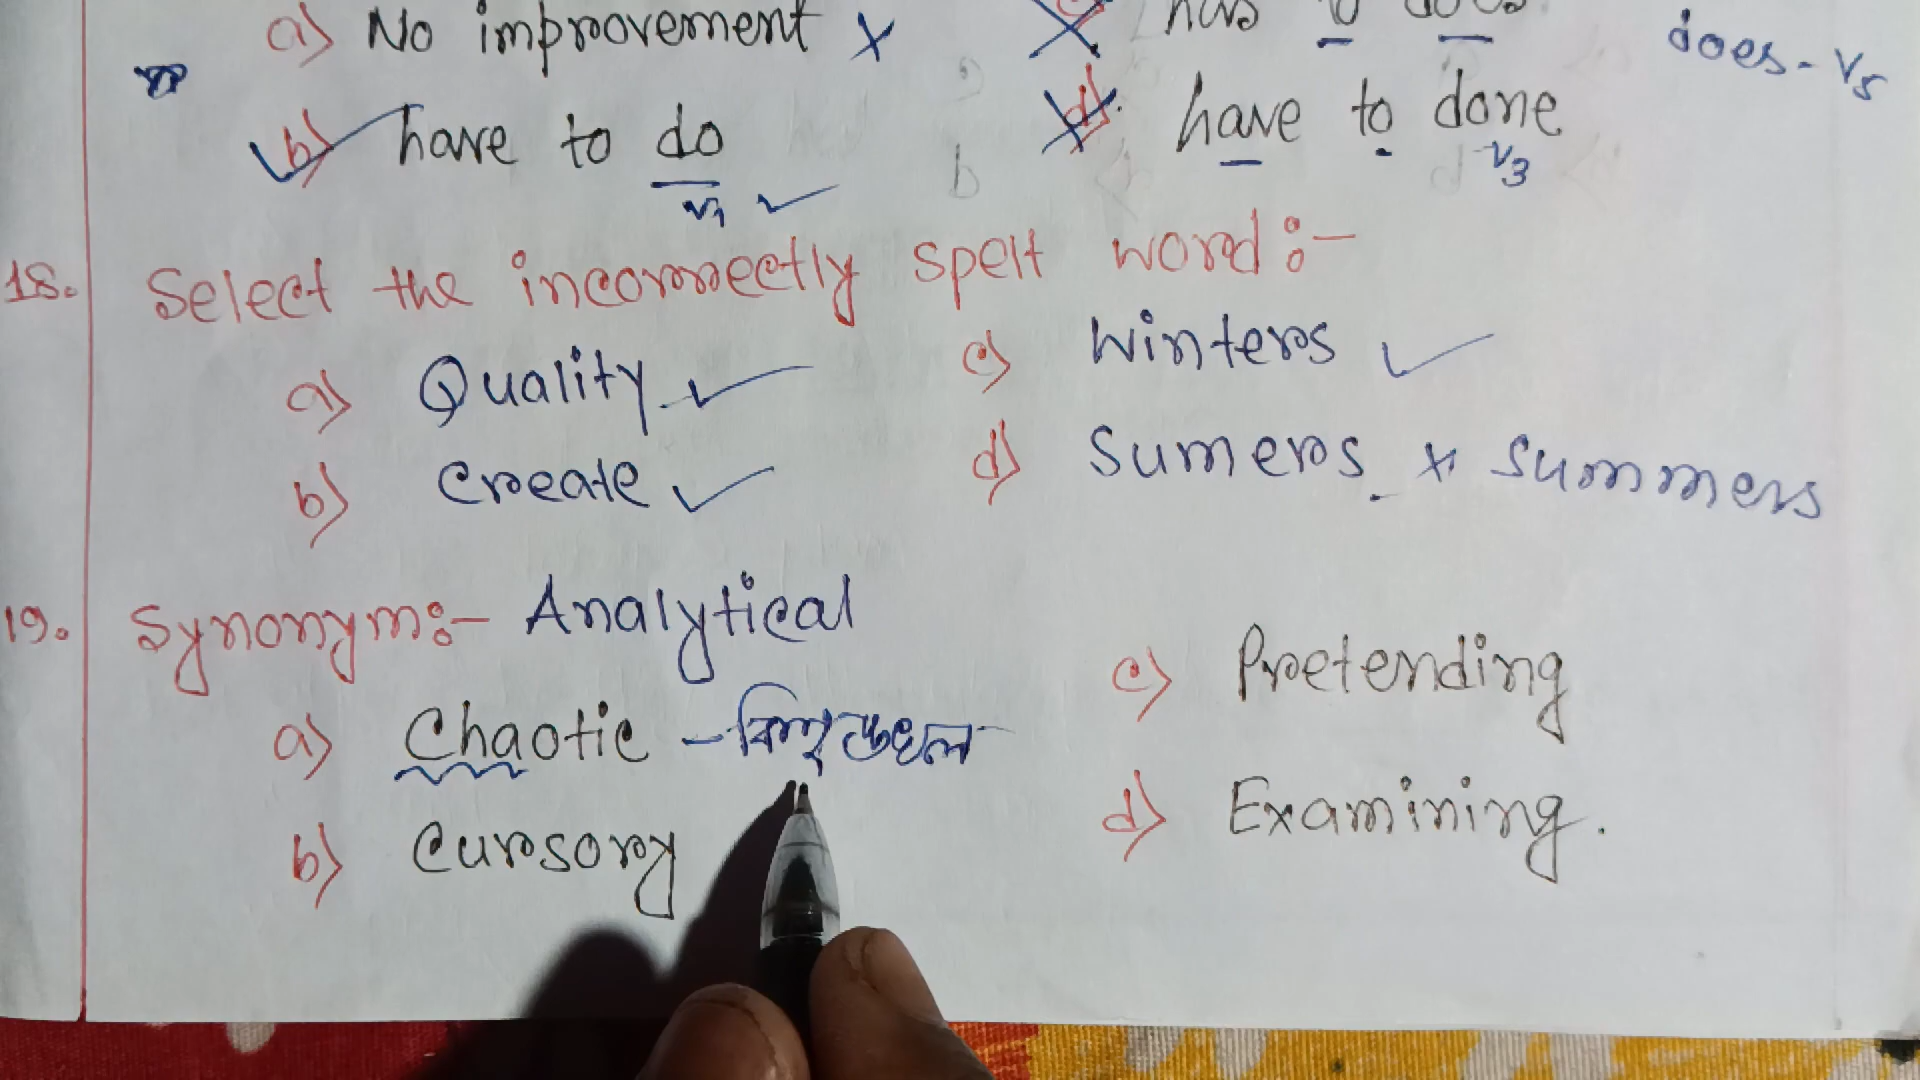 a) No improvement x
does - V5
b) have to do
V1
d) have to done
V3
18. Select the incorrectly spelt word :-
a) Quality
c) Winters
b) Create
d) Sumers x Summers
19. Synonym:- Analytical
a) Chaotic - বিশৃঙ্খল
c) Pretending
b) Cursory
d) Examining.